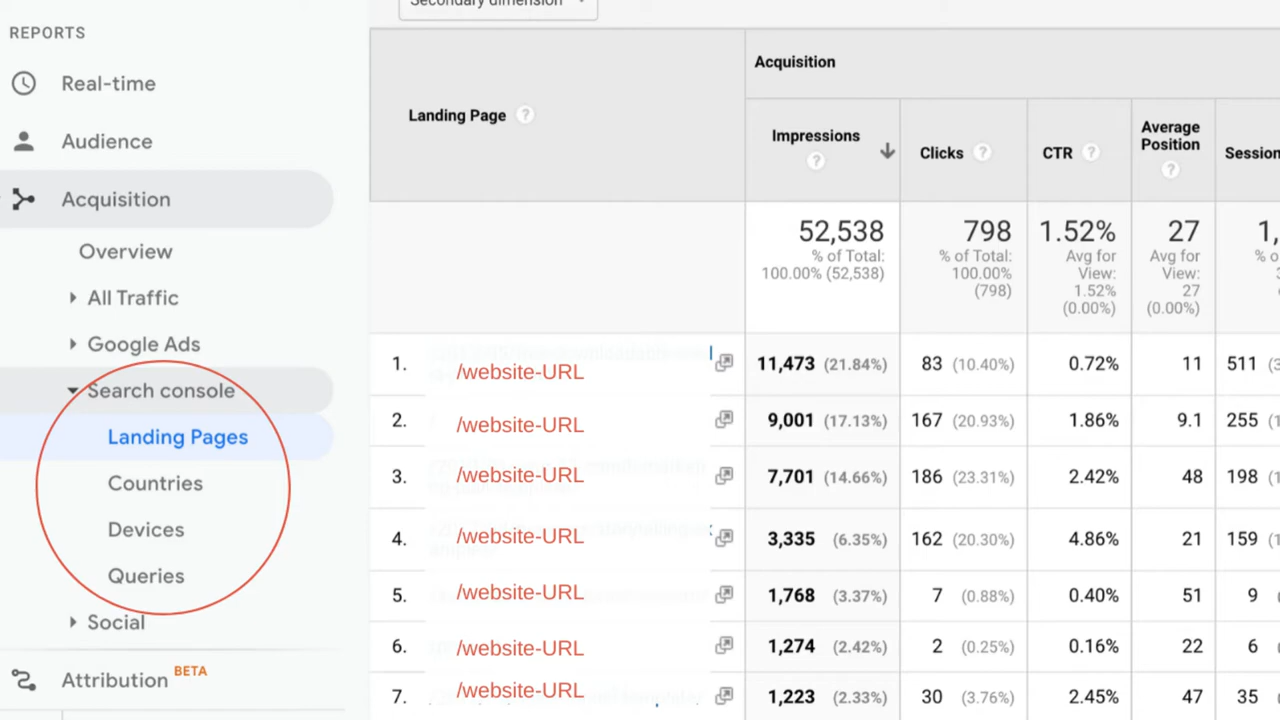 Secondary dimension
REPORTS
Real-time
Audience
Acquisition
Overview
All Traffic
Google Ads
Search console
Landing Pages
Countries
Devices
Queries
Social
Attribution BETA
Landing Page ?
Acquisition
Impressions ?
Clicks ?
CTR ?
Average
Position
?
Session
52,538
% of Total:
100.00% (52,538)
798
% of Total:
100.00%
(798)
1.52%
Avg for
View:
1.52%
(0.00%)
27
Avg for
View:
27
(0.00%)
1,
% o
1. /website-URL 11,473 (21.84%) 83 (10.40%) 0.72% 11 511
2. /website-URL 9,001 (17.13%) 167 (20.93%) 1.86% 9.1 255
3. /website-URL 7,701 (14.66%) 186 (23.31%) 2.42% 48 198
4. /website-URL 3,335 (6.35%) 162 (20.30%) 4.86% 21 159
5. /website-URL 1,768 (3.37%) 7 (0.88%) 0.40% 51 9
6. /website-URL 1,274 (2.42%) 2 (0.25%) 0.16% 22 6
7. /website-URL 1,223 (2.33%) 30 (3.76%) 2.45% 47 35